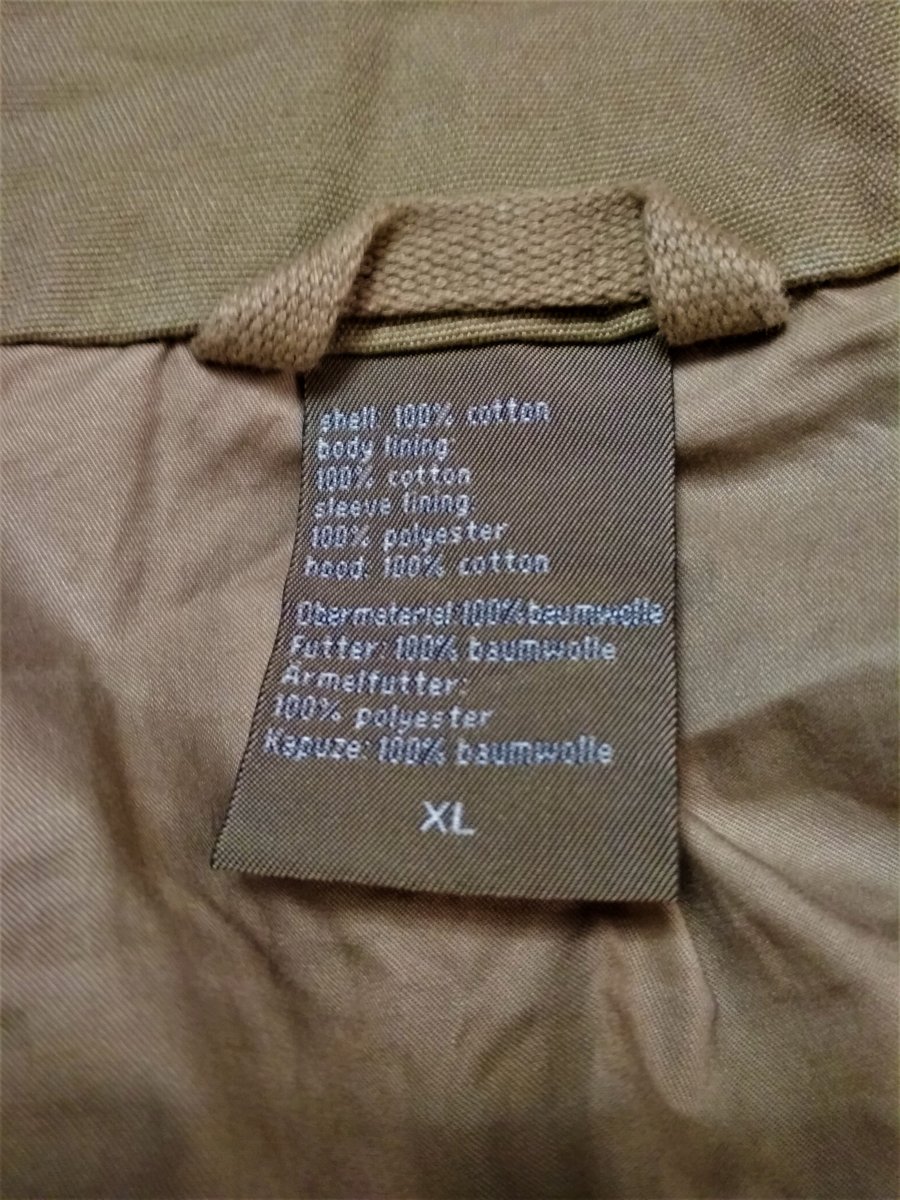 shell: 100% cotton
body lining:
100% cotton
sleeve lining:
100% polyester
hood: 100% cotton
Obermaterial:100%baumwolle
Futter: 100% baumwolle
Ärmelfutter:
100% polyester
Kapuze: 100% baumwolle
XL